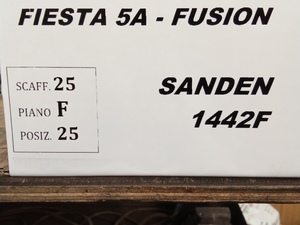 FIESTA 5A - FUSION
SCAFF. 25
PIANO F
POSIZ. 25
SANDEN
1442F